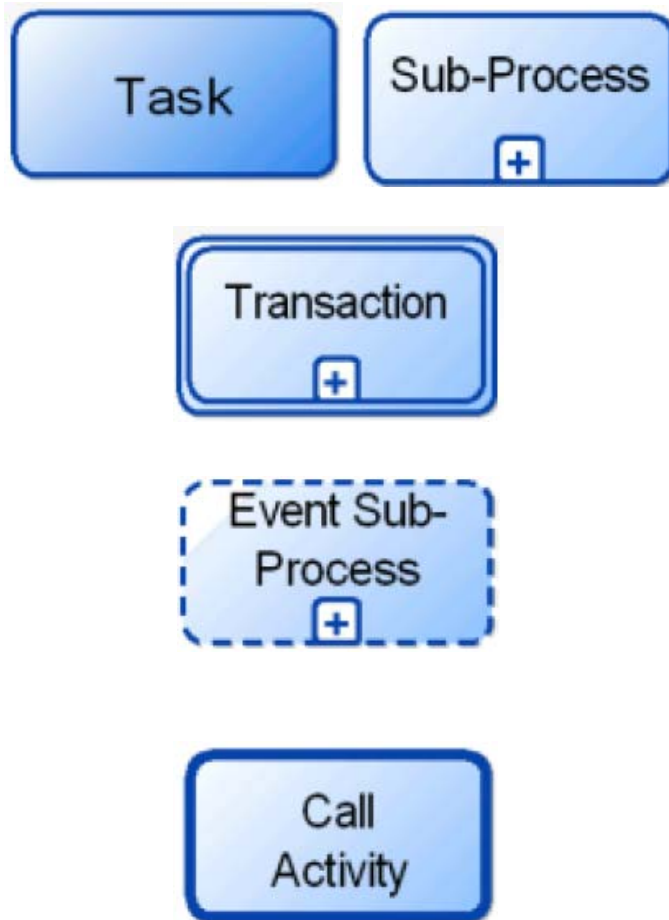 Task
Sub-Process
Transaction
Event Sub-
Process
Call
Activity